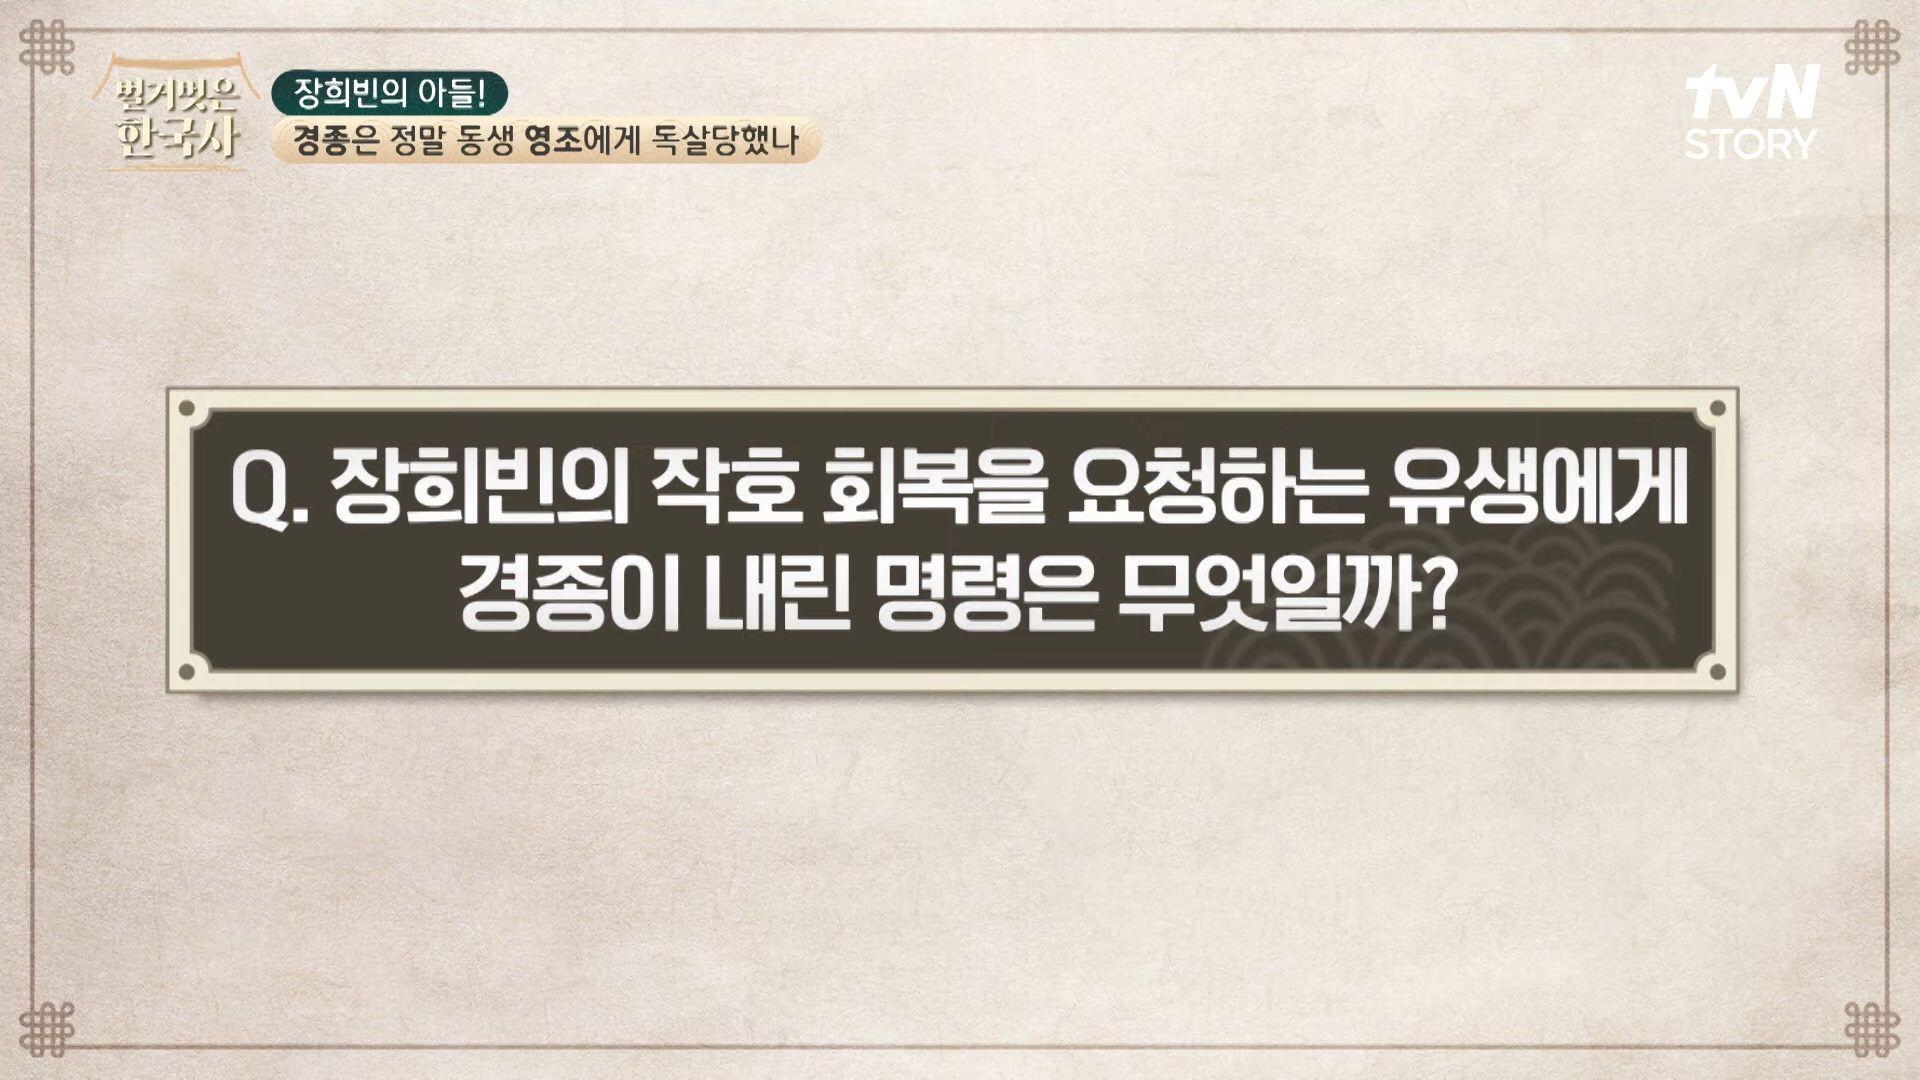 벌거벗은
한국사
장희빈의 아들!
경종은 정말 동생 영조에게 독살당했나
tvN
STORY
Q. 장희빈의 작호 회복을 요청하는 유생에게
경종이 내린 명령은 무엇일까?